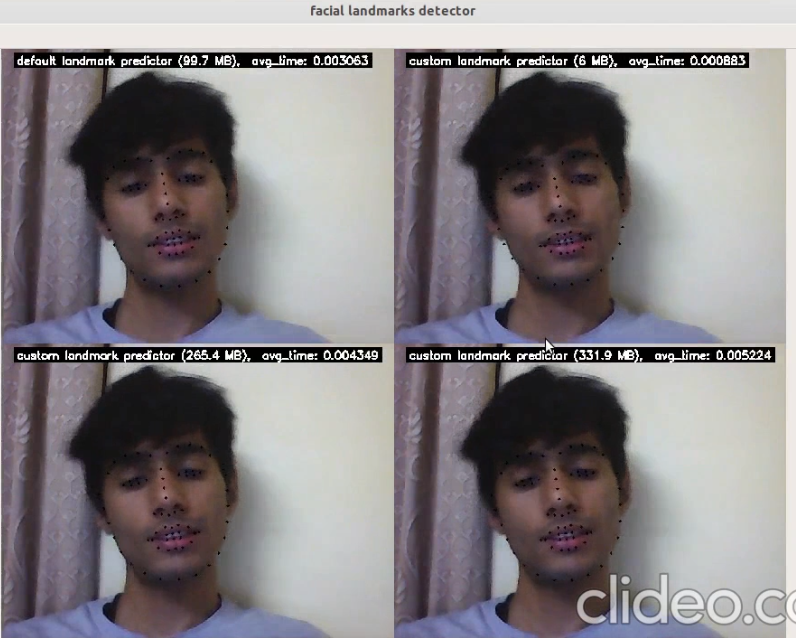 facial landmarks detector
default landmark predictor (99.7 MB),  avg_time: 0.003063
custom landmark predictor (6 MB),  avg_time: 0.000883
custom landmark predictor (265.4 MB),  avg_time: 0.004349
custom landmark predictor (331.9 MB),  avg_time: 0.005224
clideo.co